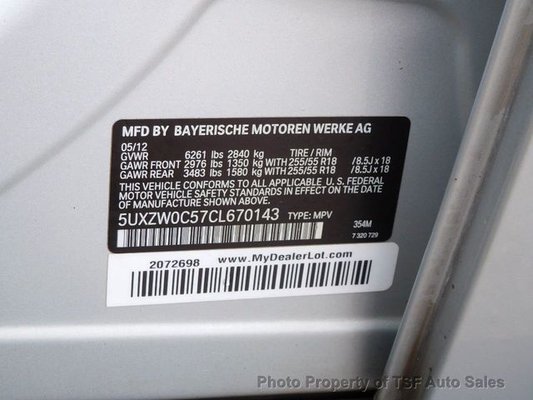 MFD BY BAYERISCHE MOTOREN WERKE AG
05/12
GVWR 6261 lbs 2840 kg TIRE / RIM
GAWR FRONT 2976 lbs 1350 kg WITH 255/55 R18 /8.5J x 18
GAWR REAR 3483 lbs 1580 kg WITH 255/55 R18 /8.5J x 18
THIS VEHICLE CONFORMS TO ALL APPLICABLE U. S. FEDERAL
MOTOR VEHICLE SAFETY STANDARDS IN EFFECT ON THE
DATE OF MANUFACTURE SHOWN ABOVE.
5UXZW0C57CL670143 TYPE: MPV
354M
7 320 729
2072698 www.MyDealerLot.com
Photo Property of TSF Auto Sales